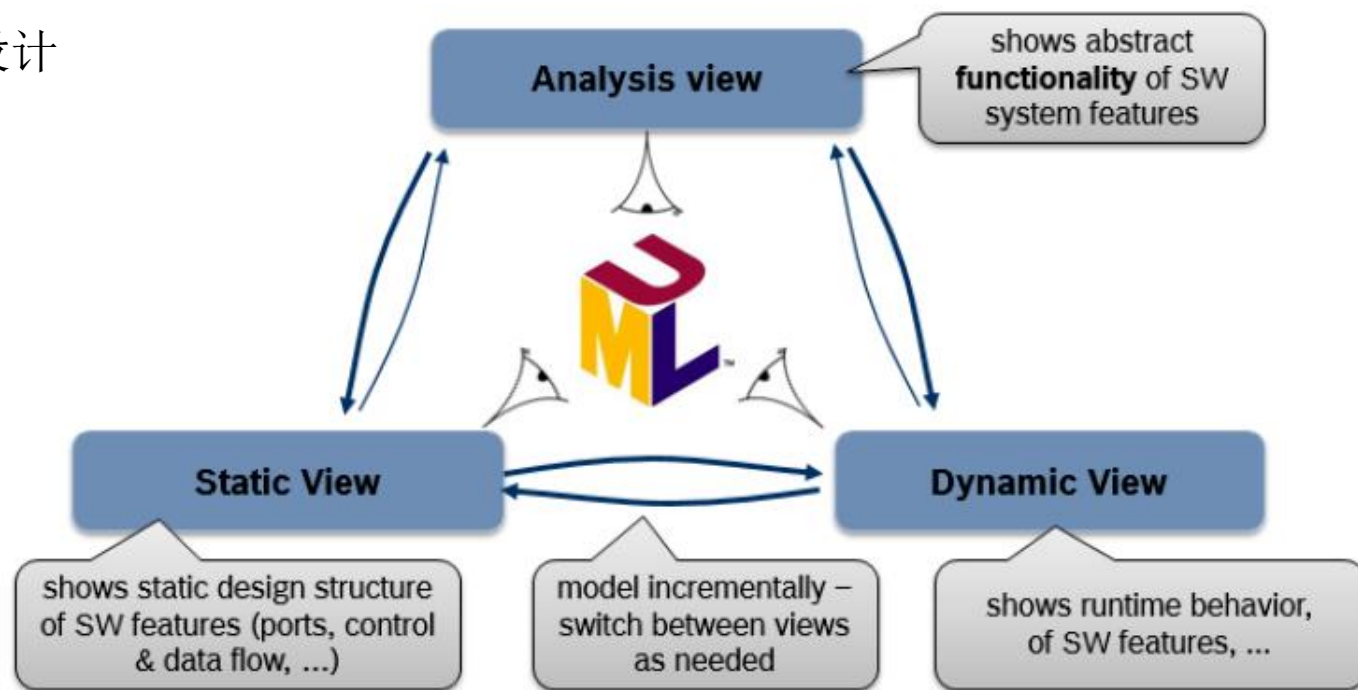 设计
Analysis view
shows abstract
functionality of SW
system features
UML™
Static View
Dynamic View
shows static design structure
of SW features (ports, control
& data flow, ...)
model incrementally –
switch between views
as needed
shows runtime behavior,
of SW features, ...